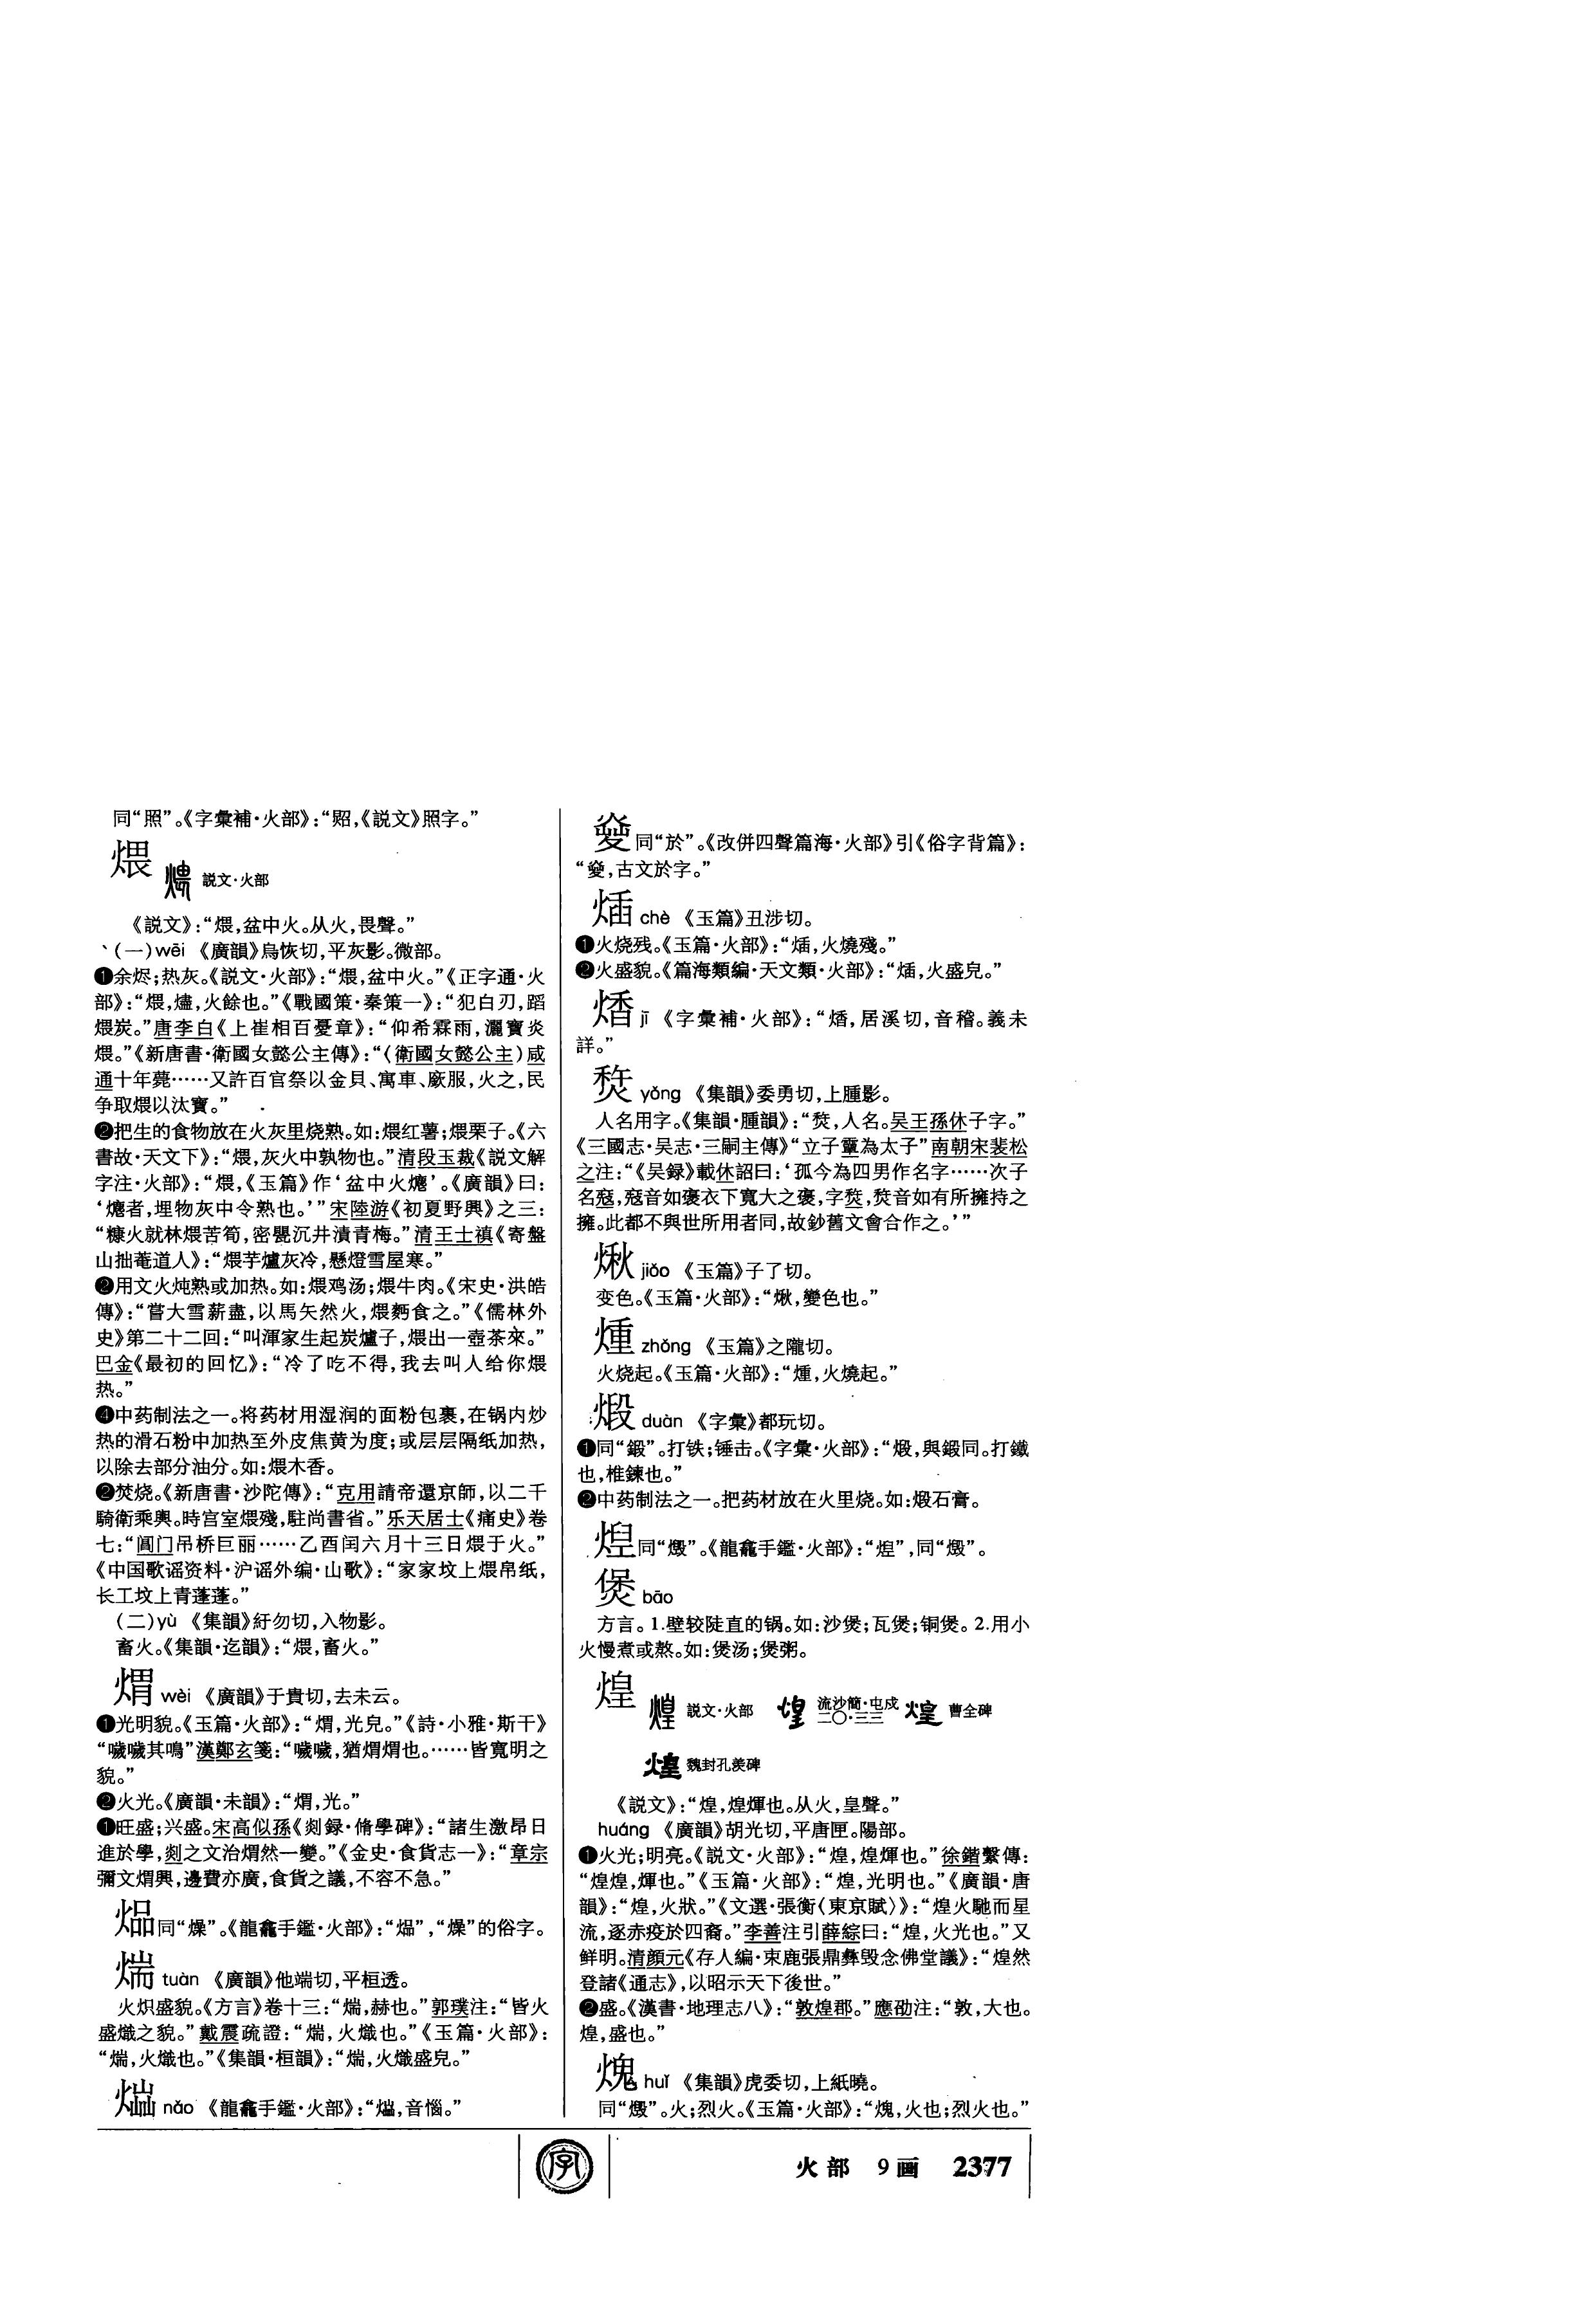 同“照”。《字彙補·火部》：“炤，《説文》照字。”
煨 説文·火部
《説文》：“煨，盆中火。从火，畏聲。”
（一）wēi 《廣韻》烏恢切，平灰影。微部。
❶余烬；热灰。《説文·火部》：“煨，盆中火。”《正字通·火
部》：“煨，燼，火餘也。”《戰國策·秦策一》：“犯白刃，蹈
煨炭。”唐李白《上崔相百憂章》：“仰希霖雨，灑寶炎
煨。”《新唐書·衛國女懿公主傳》：“（衛國女懿公主）咸
通十年薨……又許百官祭以金貝、寓車、廞服，火之，民
争取煨以汰寶。”
❷把生的食物放在火灰里烧熟。如：煨红薯；煨栗子。《六
書故·天文下》：“煨，灰火中孰物也。”清段玉裁《説文解
字注·火部》：“煨，《玉篇》作‘盆中火爊’。《廣韻》曰：
‘爊者，埋物灰中令熟也。’”宋陸游《初夏野興》之三：
“糠火就林煨苦筍，密甖沉井漬青梅。”清王士禛《寄盤
山拙菴道人》：“煨芋爐灰冷，懸燈雪屋寒。”
❷用文火炖熟或加热。如：煨鸡汤；煨牛肉。《宋史·洪皓
傳》：“嘗大雪薪盡，以馬矢然火，煨麪食之。”《儒林外
史》第二十二回：“叫渾家生起炭爐子，煨出一壺茶來。”
巴金《最初的回忆》：“冷了吃不得，我去叫人给你煨
热。”
❹中药制法之一。将药材用湿润的面粉包裹，在锅内炒
热的滑石粉中加热至外皮焦黄为度；或层层隔纸加热，
以除去部分油分。如：煨木香。
❷焚烧。《新唐書·沙陀傳》：“克用請帝還京師，以二千
騎衛乘輿。時宫室煨殘，駐尚書省。”乐天居士《痛史》卷
七：“阊门吊桥巨丽……乙酉闰六月十三日煨于火。”
《中国歌谣资料·沪谣外编·山歌》：“家家坟上煨帛纸，
长工坟上青蓬蓬。”
（二）yù 《集韻》紆勿切，入物影。
畜火。《集韻·迄韻》：“煨，畜火。”
煟 wèi 《廣韻》于貴切，去未云。
❶光明貌。《玉篇·火部》：“煟，光皃。”《詩·小雅·斯干》
“噦噦其鳴”漢鄭玄箋：“噦噦，猶煟煟也。……皆寬明之
貌。”
❷火光。《廣韻·未韻》：“煟，光。”
❶旺盛；兴盛。宋高似孫《剡録·脩學碑》：“諸生激昂日
進於學，剡之文治煟然一變。”《金史·食貨志一》：“章宗
彌文煟興，邊費亦廣，食貨之議，不容不急。”
同“燥”。《龍龕手鑑·火部》：“”，“燥”的俗字。
煓 tuàn 《廣韻》他端切，平桓透。
火炽盛貌。《方言》卷十三：“煓，赫也。”郭璞注：“皆火
盛熾之貌。”戴震疏證：“煓，火熾也。”《玉篇·火部》：
“煓，火熾也。”《集韻·桓韻》：“煓，火熾盛皃。”
nǎo 《龍龕手鑑·火部》：“，音惱。”
同“於”。《改併四聲篇海·火部》引《俗字背篇》：
“，古文於字。”
chè 《玉篇》丑涉切。
❶火烧残。《玉篇·火部》：“，火燒殘。”
❷火盛貌。《篇海類編·天文類·火部》：“，火盛皃。”
jī 《字彙補·火部》：“，居溪切，音稽。義未
詳。”
yǒng 《集韻》委勇切，上腫影。
人名用字。《集韻·腫韻》：“，人名。吴王孫休子字。”
《三國志·吴志·三嗣主傳》“立子𩅦為太子”南朝宋裴松
之注：“《吴録》載休詔曰：‘孤今為四男作名字……次子
名𡨥，𡨥音如褒衣下寬大之褒，字，音如有所擁持之
擁。此都不與世所用者同，故鈔舊文會合作之。’”
煍 jiǎo 《玉篇》子了切。
变色。《玉篇·火部》：“煍，變色也。”
煄 zhǒng 《玉篇》之隴切。
火烧起。《玉篇·火部》：“煄，火燒起。”
煅 duàn 《字彙》都玩切。
❶同“鍛”。打铁；锤击。《字彙·火部》：“煅，與鍛同。打鐵
也，椎鍊也。”
❷中药制法之一。把药材放在火里烧。如：煅石膏。
同“燬”。《龍龕手鑑·火部》：“”，同“燬”。
煲 bāo
方言。1.壁较陡直的锅。如：沙煲；瓦煲；铜煲。2.用小
火慢煮或熬。如：煲汤；煲粥。
煌 説文·火部 流沙簡·屯戍二〇·三三 曹全碑
魏封孔羨碑
《説文》：“煌，煌煇也。从火，皇聲。”
huáng 《廣韻》胡光切，平唐匣。陽部。
❶火光；明亮。《説文·火部》：“煌，煌煇也。”徐鍇繫傳：
“煌煌，煇也。”《玉篇·火部》：“煌，光明也。”《廣韻·唐
韻》：“煌，火狀。”《文選·張衡〈東京賦〉》：“煌火馳而星
流，逐赤疫於四裔。”李善注引薛綜曰：“煌，火光也。”又
鲜明。清顔元《存人編·束鹿張鼎彝毁念佛堂議》：“煌然
登諸《通志》，以昭示天下後世。”
❷盛。《漢書·地理志八》：“敦煌郡。”應劭注：“敦，大也。
煌，盛也。”
煝 huǐ 《集韻》虎委切，上紙曉。
同“燬”。火；烈火。《玉篇·火部》：“，火也；烈火也。”
字
火部 9画 2377